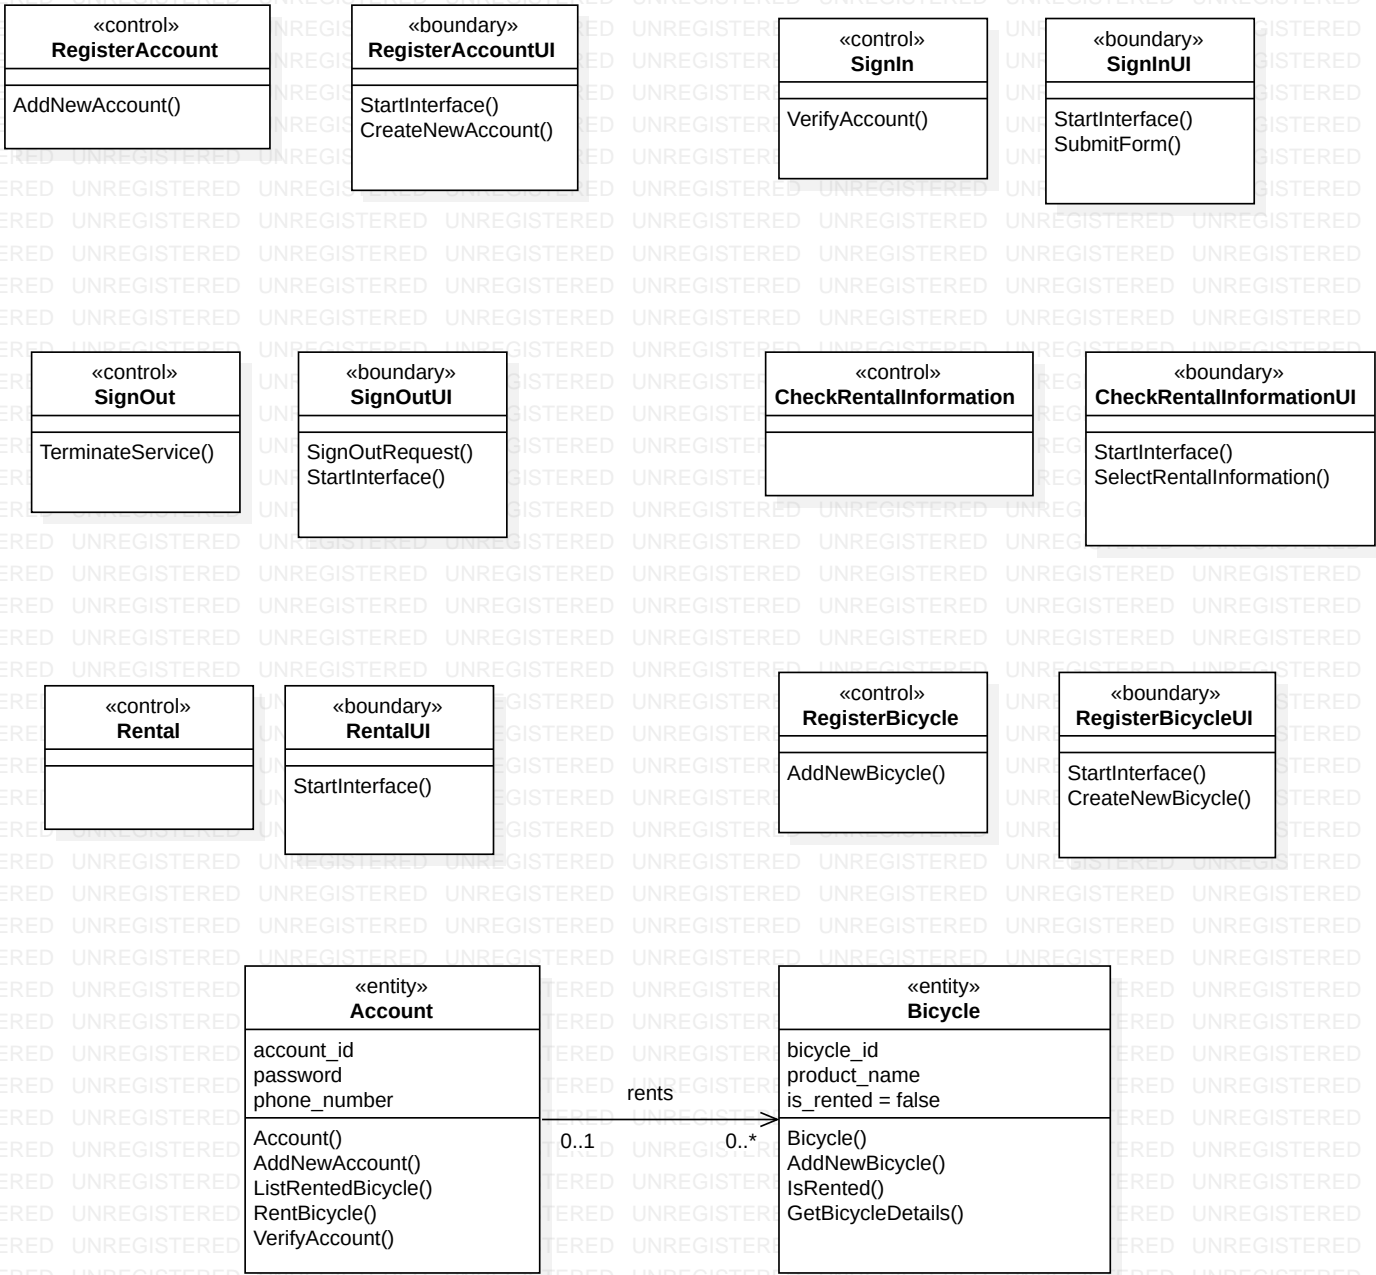 «control»
RegisterAccount
AddNewAccount()
«boundary»
RegisterAccountUI
StartInterface()
CreateNewAccount()
«control»
SignIn
VerifyAccount()
«boundary»
SignInUI
StartInterface()
SubmitForm()
«control»
SignOut
TerminateService()
«boundary»
SignOutUI
SignOutRequest()
StartInterface()
«control»
CheckRentalInformation
«boundary»
CheckRentalInformationUI
StartInterface()
SelectRentalInformation()
«control»
Rental
«boundary»
RentalUI
StartInterface()
«control»
RegisterBicycle
AddNewBicycle()
«boundary»
RegisterBicycleUI
StartInterface()
CreateNewBicycle()
«entity»
Account
account_id
password
phone_number
Account()
AddNewAccount()
ListRentedBicycle()
RentBicycle()
VerifyAccount()
rents
0..1
0..*
«entity»
Bicycle
bicycle_id
product_name
is_rented = false
Bicycle()
AddNewBicycle()
IsRented()
GetBicycleDetails()
UNREGISTERED